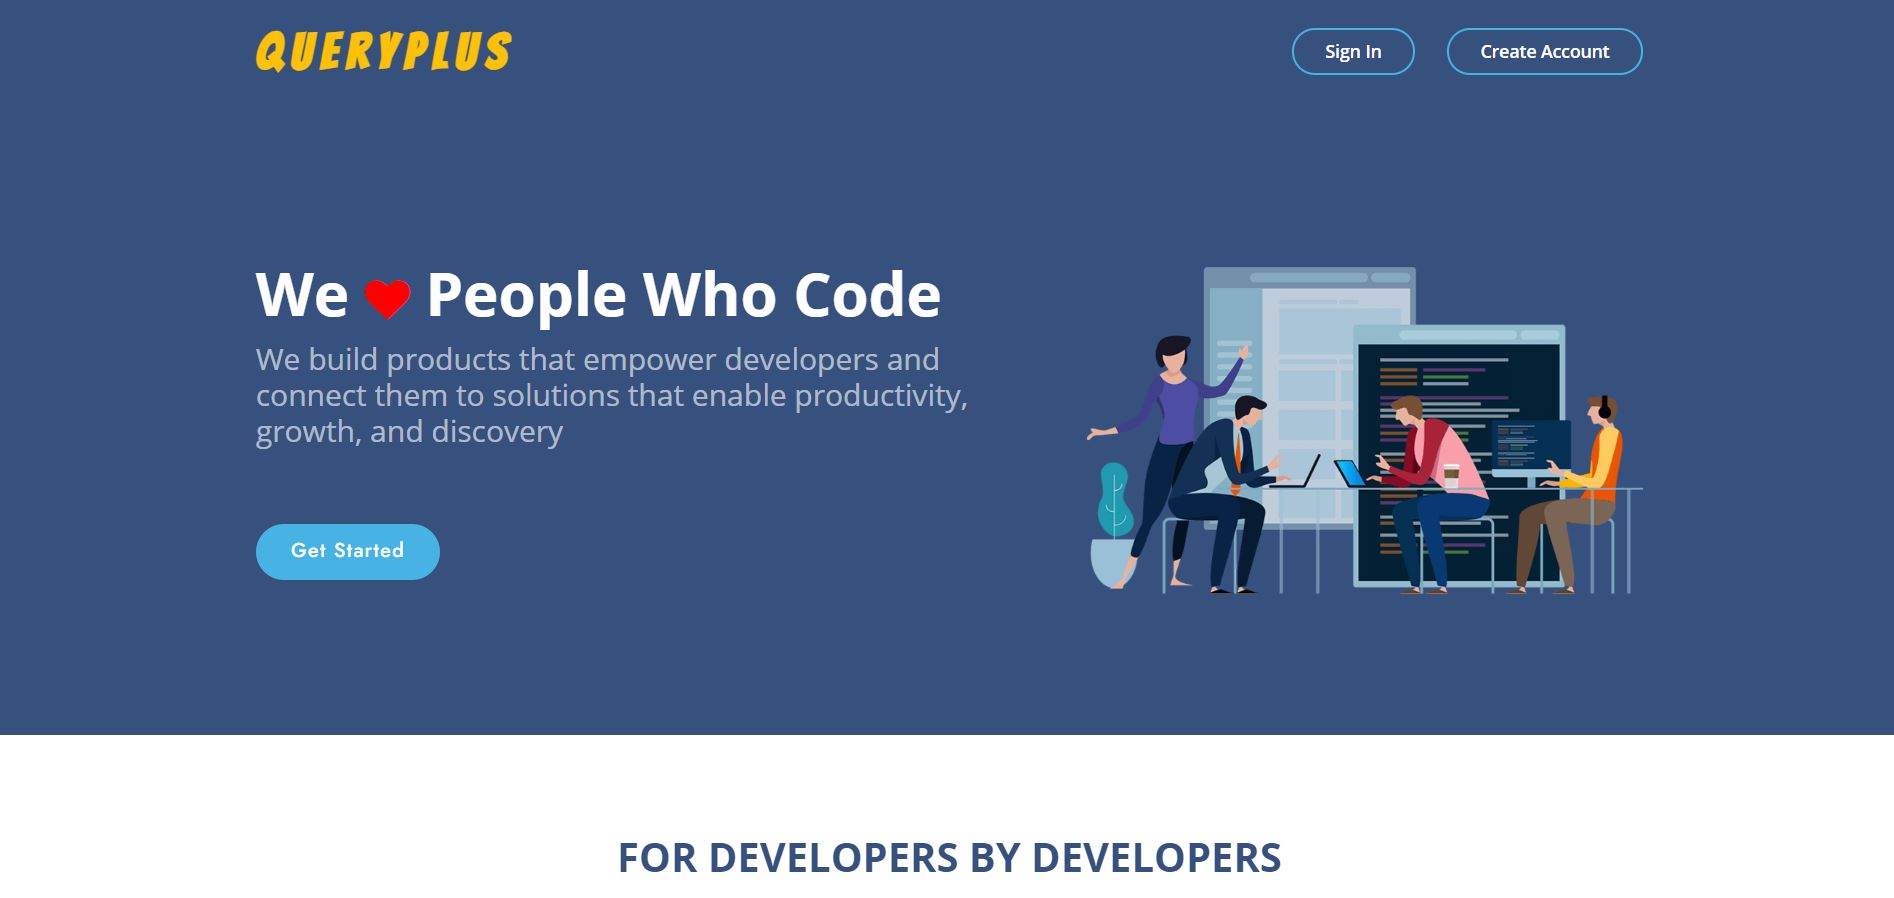 QUERYPLUS
Sign In
Create Account
We ❤ People Who Code
We build products that empower developers and
connect them to solutions that enable productivity,
growth, and discovery
Get Started
FOR DEVELOPERS BY DEVELOPERS